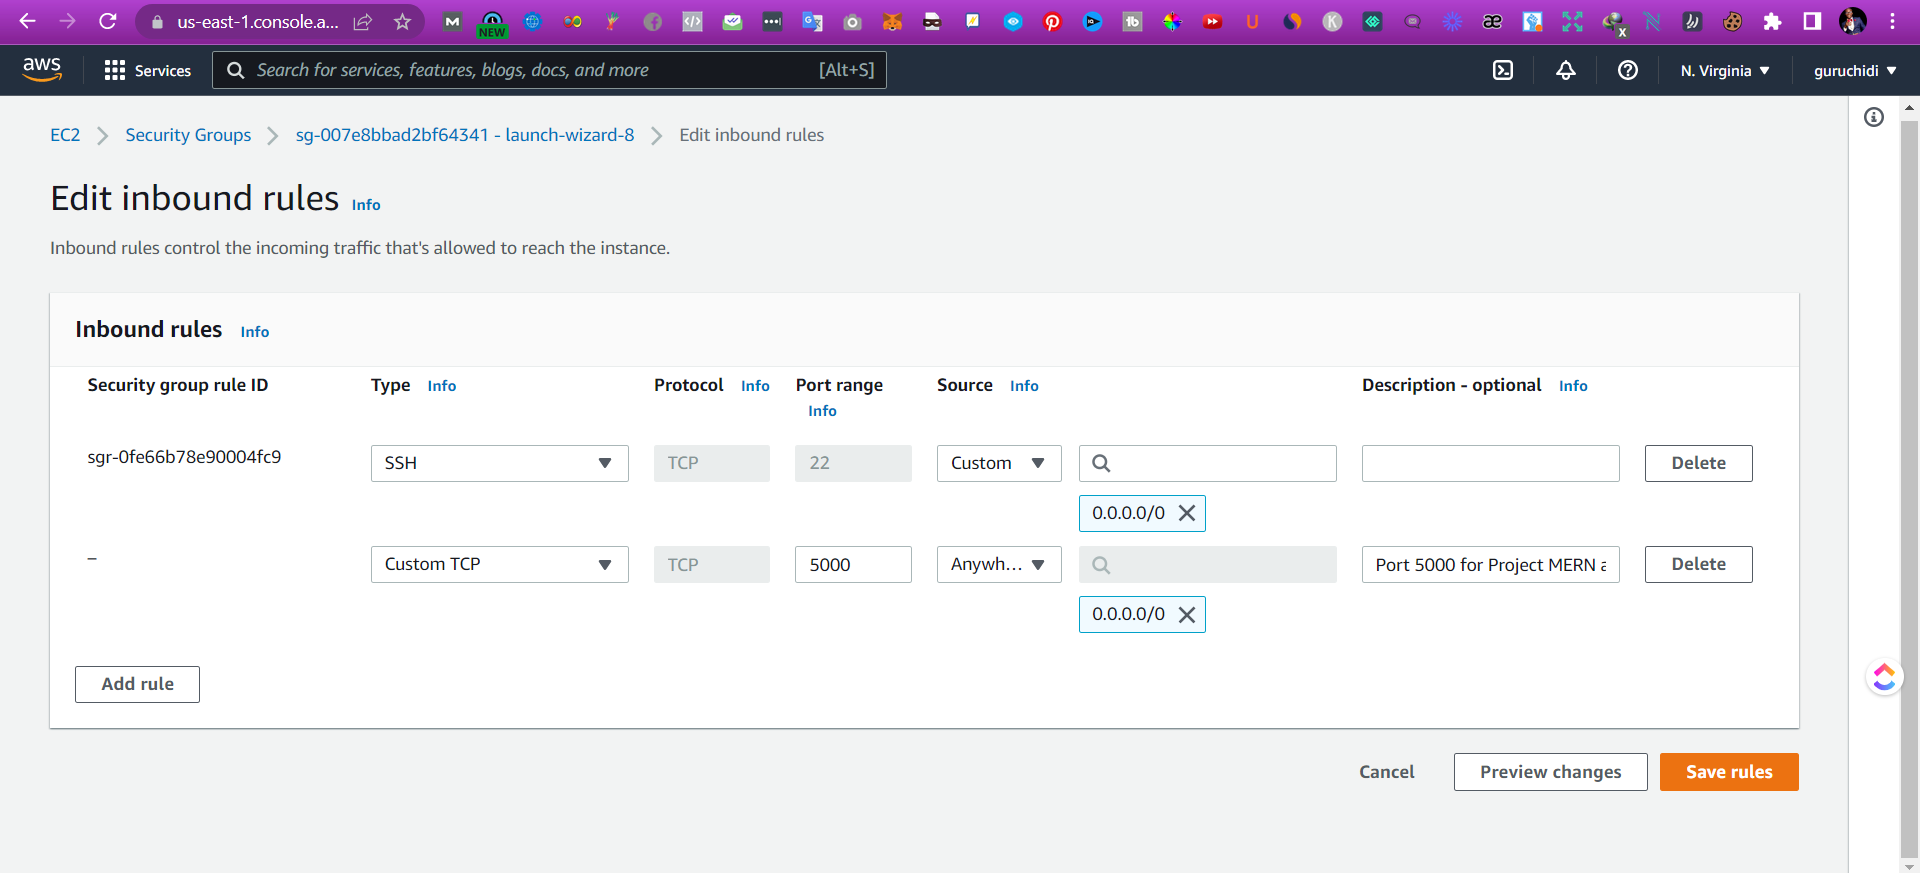 us-east-1.console.a...
NEW
aws
Services
Search for services, features, blogs, docs, and more
[Alt+S]
N. Virginia
guruchidi
EC2
Security Groups
sg-007e8bbad2bf64341 - launch-wizard-8
Edit inbound rules
Edit inbound rules Info
Inbound rules control the incoming traffic that's allowed to reach the instance.
Inbound rules Info
Security group rule ID
Type Info
Protocol Info
Port range
Info
Source Info
Description - optional Info
sgr-0fe66b78e90004fc9
SSH
TCP
22
Custom
Delete
0.0.0.0/0
–
Custom TCP
TCP
5000
Anywh...
Port 5000 for Project MERN a
Delete
0.0.0.0/0
Add rule
Cancel
Preview changes
Save rules